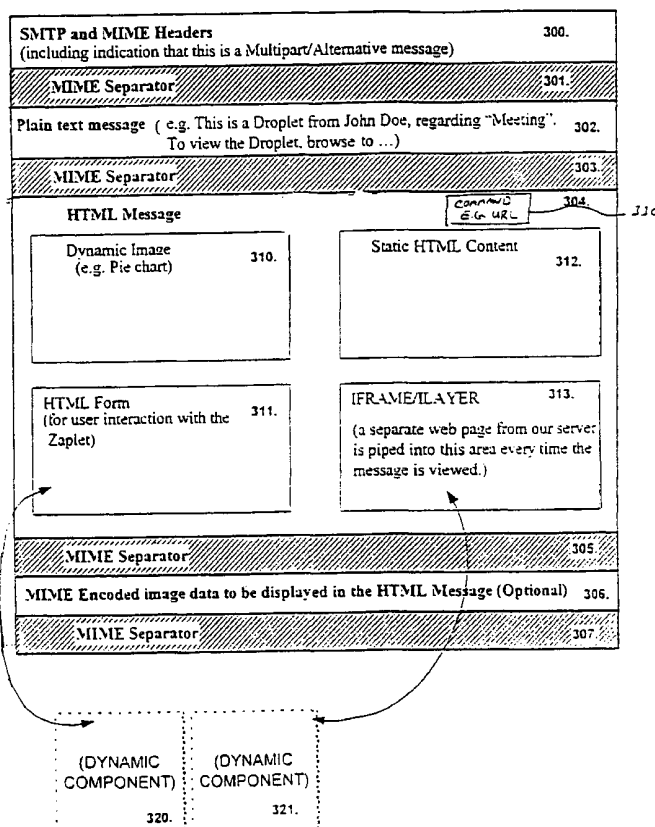 SMTP and MIME Headers 300.
(including indication that this is a Multipart/Alternative message)
MIME Separator 301.
Plain text message ( e.g. This is a Droplet from John Doe, regarding "Meeting". 302.
To view the Droplet, browse to ...)
MIME Separator 303.
HTML Message
COMMAND
E.G URL
304.
Dynamic Image 310.
(e.g. Pie chart)
Static HTML Content
312.
HTML Form 311.
(for user interaction with the
Zaplet)
IFRAME/ILAYER 313.
(a separate web page from our server
is piped into this area every time the
message is viewed.)
MIME Separator 305.
MIME Encoded image data to be displayed in the HTML Message (Optional) 306.
MIME Separator 307.
(DYNAMIC
COMPONENT)
320.
(DYNAMIC
COMPONENT)
321.